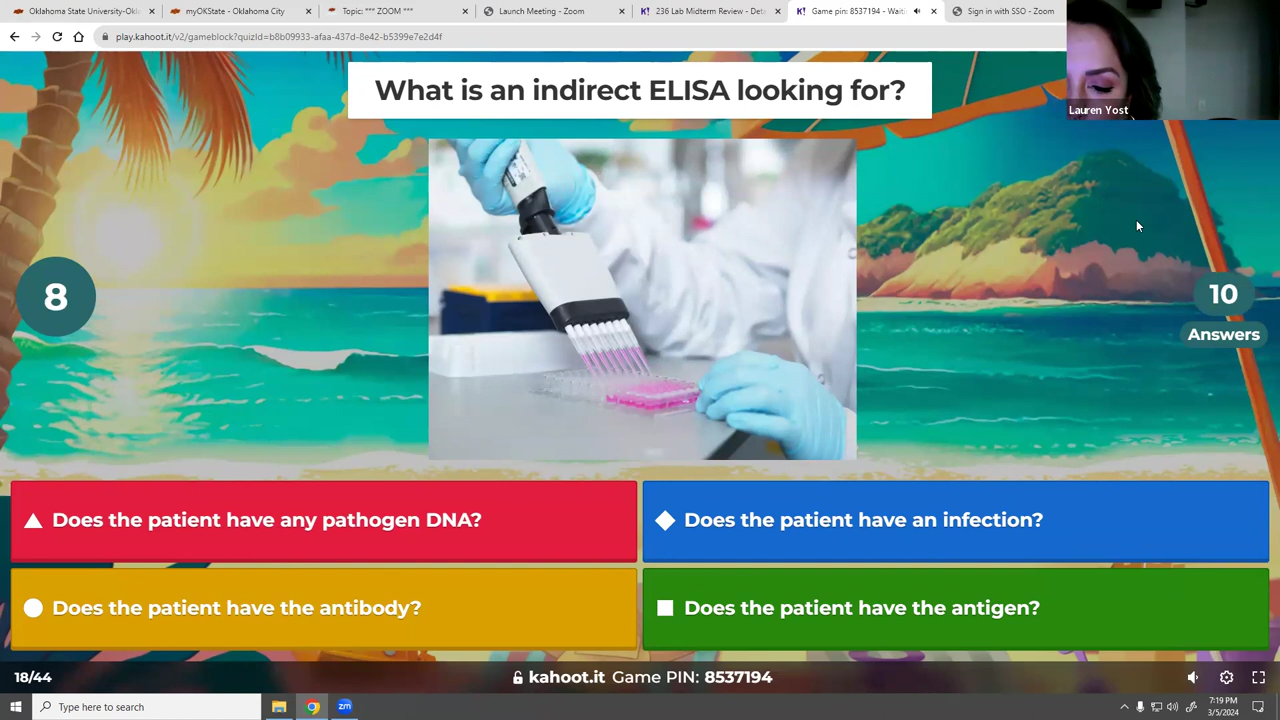 Oklahoma State University-Okl
myOKState - Oklahoma City
Topic: *** ZOOM ***
Launch Meeting - Zoom
236 Lab Midterm Review - Deta
Game pin: 8537194 - Waiti
Sign in with SSO - Zoom
play.kahoot.it/v2/gameblock?quizId=b8b09933-afaa-437d-8e42-b5399e7e2d4f
What is an indirect ELISA looking for?
Lauren Yost
8
10
Answers
Does the patient have any pathogen DNA?
Does the patient have an infection?
Does the patient have the antibody?
Does the patient have the antigen?
18/44
kahoot.it Game PIN: 8537194
Type here to search
zm
7:19 PM
3/5/2024